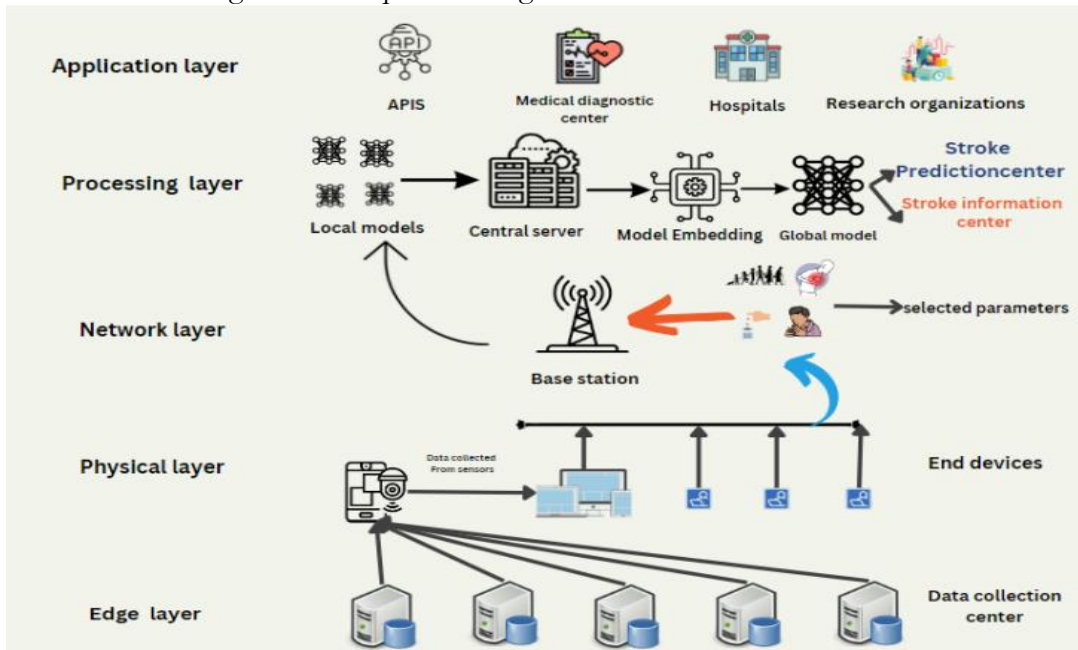 Application layer
API
APIS
Medical diagnostic
center
Hospitals
Research organizations
Processing layer
Local models
Central server
Model Embedding
Global model
Stroke
Predictioncenter
Stroke information
center
Network layer
Base station
selected parameters
Physical layer
Data collected
From sensors
End devices
Edge layer
Data collection
center